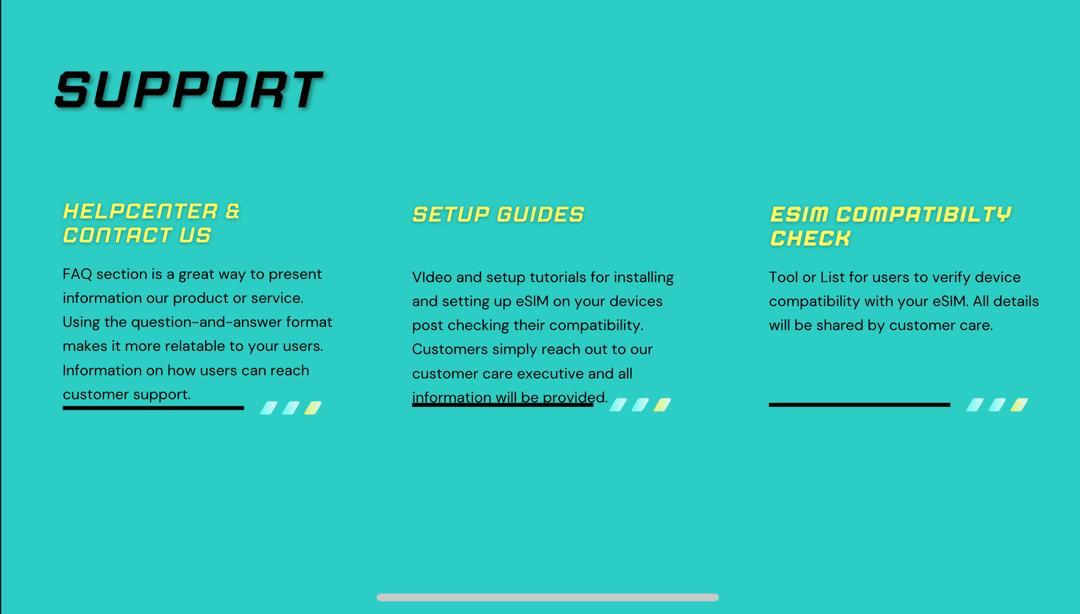 SUPPORT
HELPCENTER &
CONTACT US
FAQ section is a great way to present
information our product or service.
Using the question-and-answer format
makes it more relatable to your users.
Information on how users can reach
customer support.
SETUP GUIDES
VIdeo and setup tutorials for installing
and setting up eSIM on your devices
post checking their compatibility.
Customers simply reach out to our
customer care executive and all
information will be provided.
ESIM COMPATIBILTY
CHECK
Tool or List for users to verify device
compatibility with your eSIM. All details
will be shared by customer care.